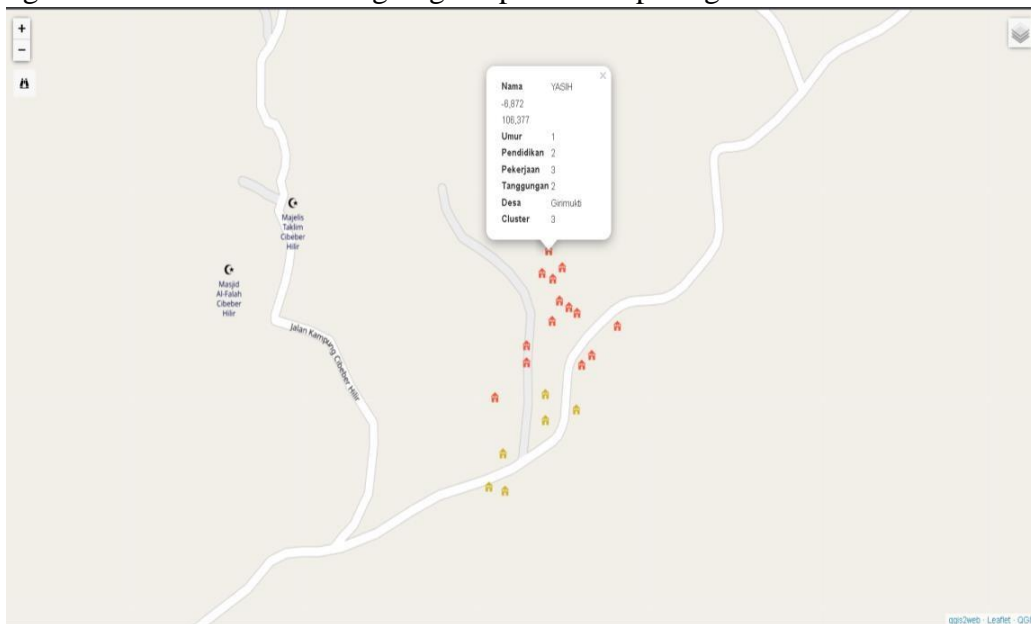 +
−
Nama YASIH
-6,872
106,377
Umur 1
Pendidikan 2
Pekerjaan 3
Tanggungan 2
Desa Girimukti
Cluster 3
Majelis
Taklim
Cibeber
Hilir
Masjid
Al-Falah
Cibeber
Hilir
Jalan Kampung Cibeber Hilir
qgis2web · Leaflet · QGI